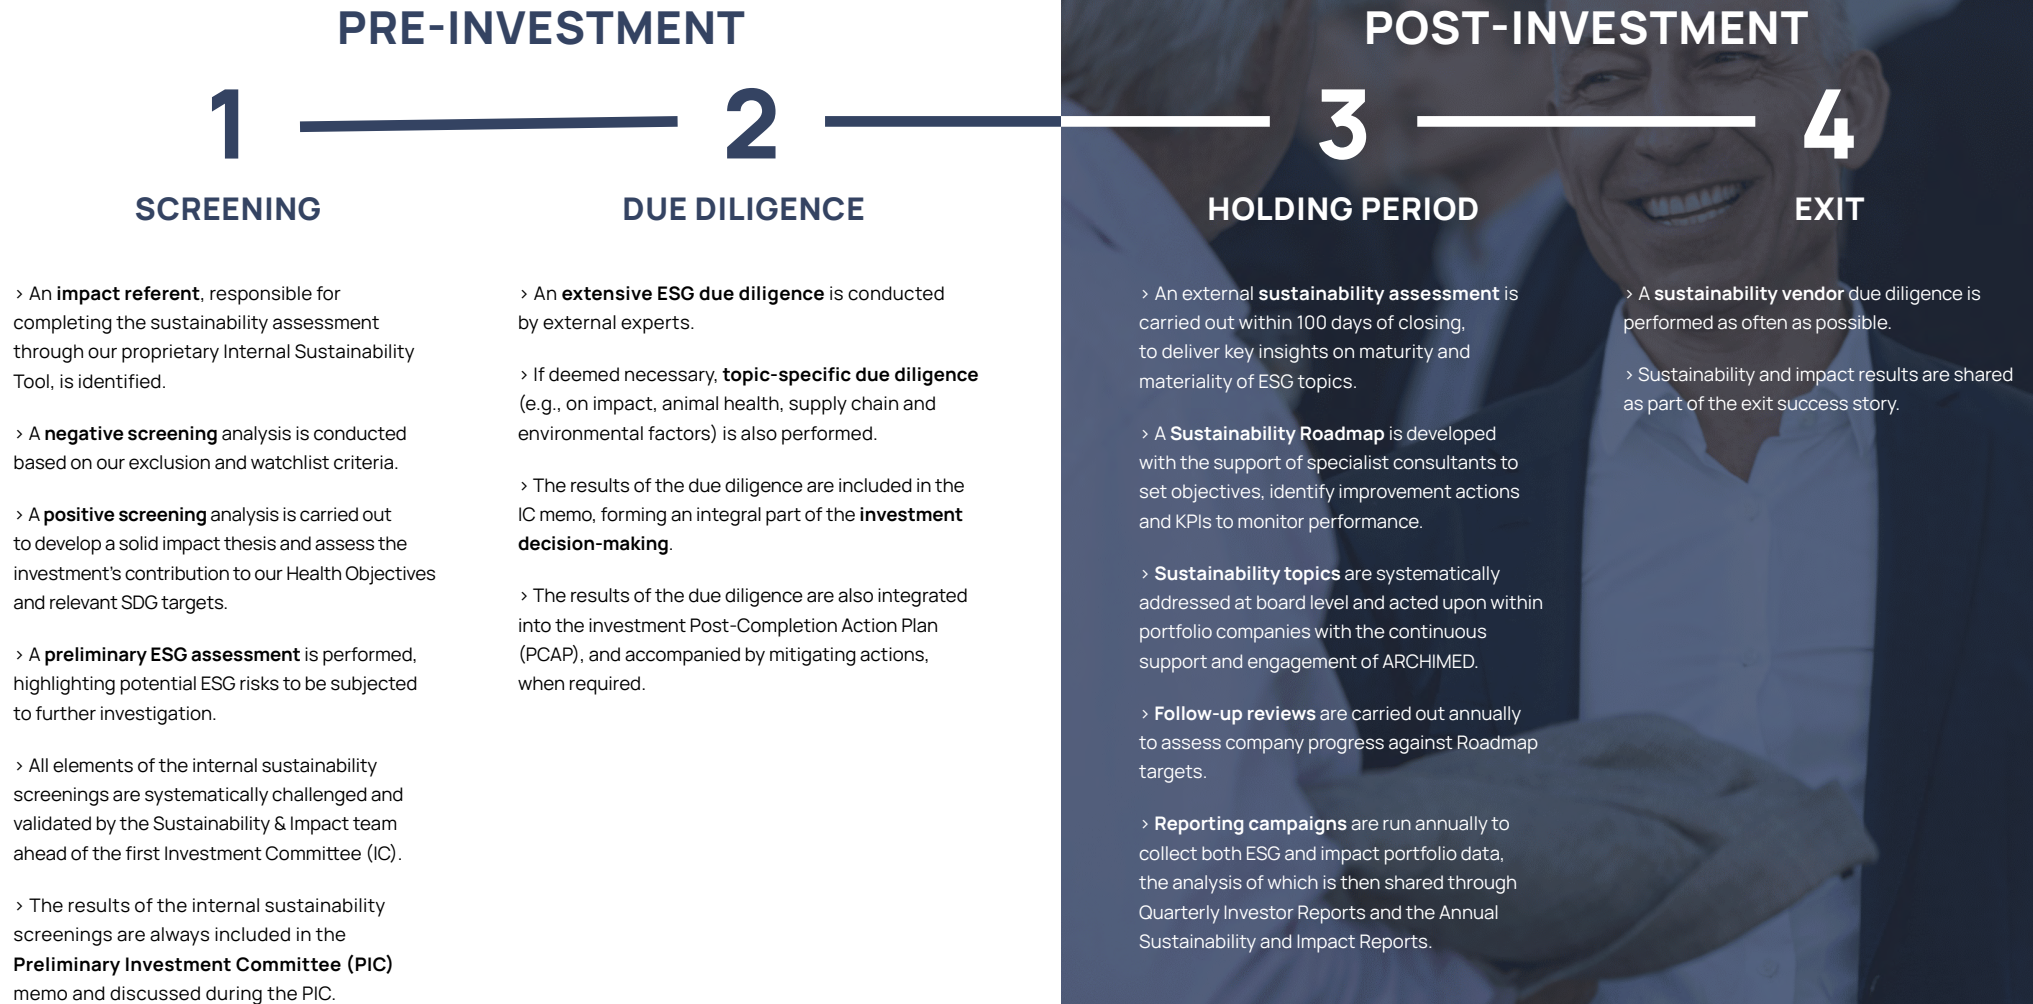 PRE-INVESTMENT
1
2
SCREENING
DUE DILIGENCE
› An impact referent, responsible for
completing the sustainability assessment
through our proprietary Internal Sustainability
Tool, is identified.
› A negative screening analysis is conducted
based on our exclusion and watchlist criteria.
› A positive screening analysis is carried out
to develop a solid impact thesis and assess the
investment's contribution to our Health Objectives
and relevant SDG targets.
› A preliminary ESG assessment is performed,
highlighting potential ESG risks to be subjected
to further investigation.
› All elements of the internal sustainability
screenings are systematically challenged and
validated by the Sustainability & Impact team
ahead of the first Investment Committee (IC).
› The results of the internal sustainability
screenings are always included in the
Preliminary Investment Committee (PIC)
memo and discussed during the PIC.
› An extensive ESG due diligence is conducted
by external experts.
› If deemed necessary, topic-specific due diligence
(e.g., on impact, animal health, supply chain and
environmental factors) is also performed.
› The results of the due diligence are included in the
IC memo, forming an integral part of the investment
decision-making.
› The results of the due diligence are also integrated
into the investment Post-Completion Action Plan
(PCAP), and accompanied by mitigating actions,
when required.
POST-INVESTMENT
3
4
HOLDING PERIOD
EXIT
› An external sustainability assessment is
carried out within 100 days of closing,
to deliver key insights on maturity and
materiality of ESG topics.
› A Sustainability Roadmap is developed
with the support of specialist consultants to
set objectives, identify improvement actions
and KPIs to monitor performance.
› Sustainability topics are systematically
addressed at board level and acted upon within
portfolio companies with the continuous
support and engagement of ARCHIMED.
› Follow-up reviews are carried out annually
to assess company progress against Roadmap
targets.
› Reporting campaigns are run annually to
collect both ESG and impact portfolio data,
the analysis of which is then shared through
Quarterly Investor Reports and the Annual
Sustainability and Impact Reports.
› A sustainability vendor due diligence is
performed as often as possible.
› Sustainability and impact results are shared
as part of the exit success story.